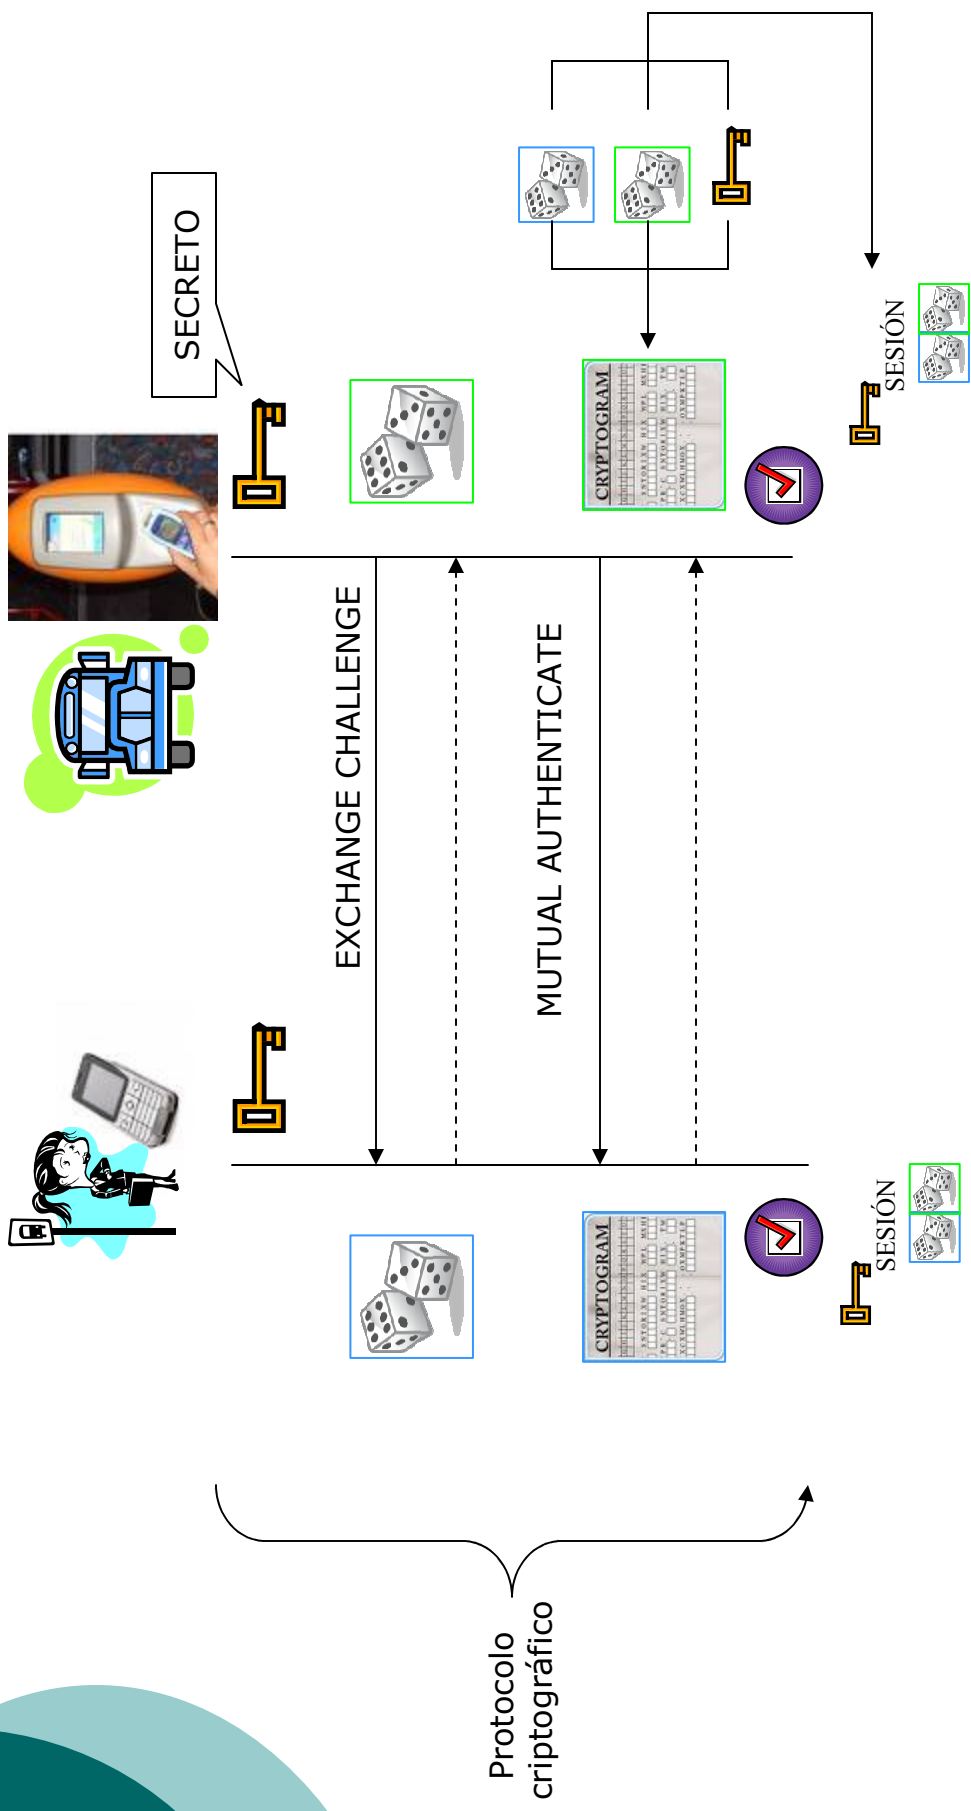 SECRETO
EXCHANGE CHALLENGE
MUTUAL AUTHENTICATE
CRYPTOGRAM
CRYPTOGRAM
SESIÓN
SESIÓN
Protocolo
criptográfico